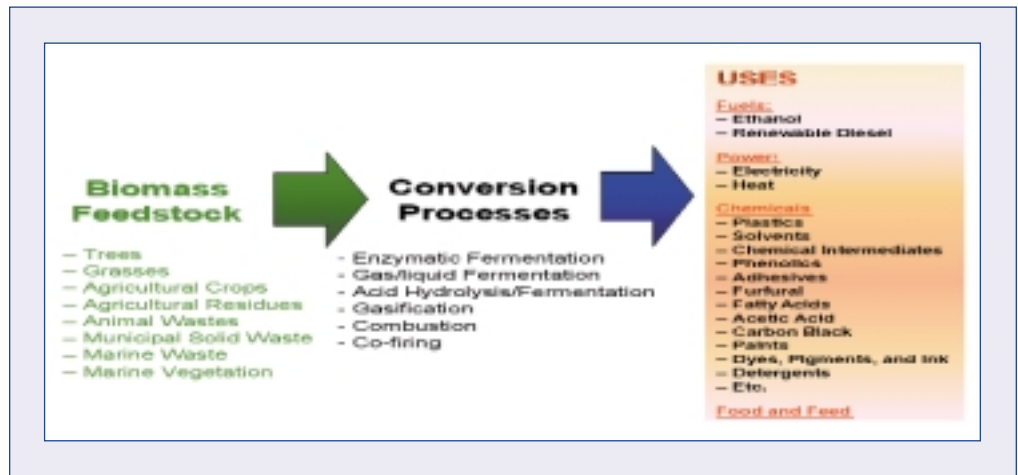 Biomass
Feedstock
– Trees
– Grasses
– Agricultural Crops
– Agricultural Residues
– Animal Wastes
– Municipal Solid Waste
– Marine Waste
– Marine Vegetation
Conversion
Processes
- Enzymatic Fermentation
- Gas/liquid Fermentation
- Acid Hydrolysis/Fermentation
- Gasification
- Combustion
- Co-firing
USES
Fuels:
– Ethanol
– Renewable Diesel
Power:
– Electricity
– Heat
Chemicals
– Plastics
– Solvents
– Chemical Intermediates
– Phenolics
– Adhesives
– Furfural
– Fatty Acids
– Acetic Acid
– Carbon Black
– Paints
– Dyes, Pigments, and Ink
– Detergents
– Etc.
Food and Feed